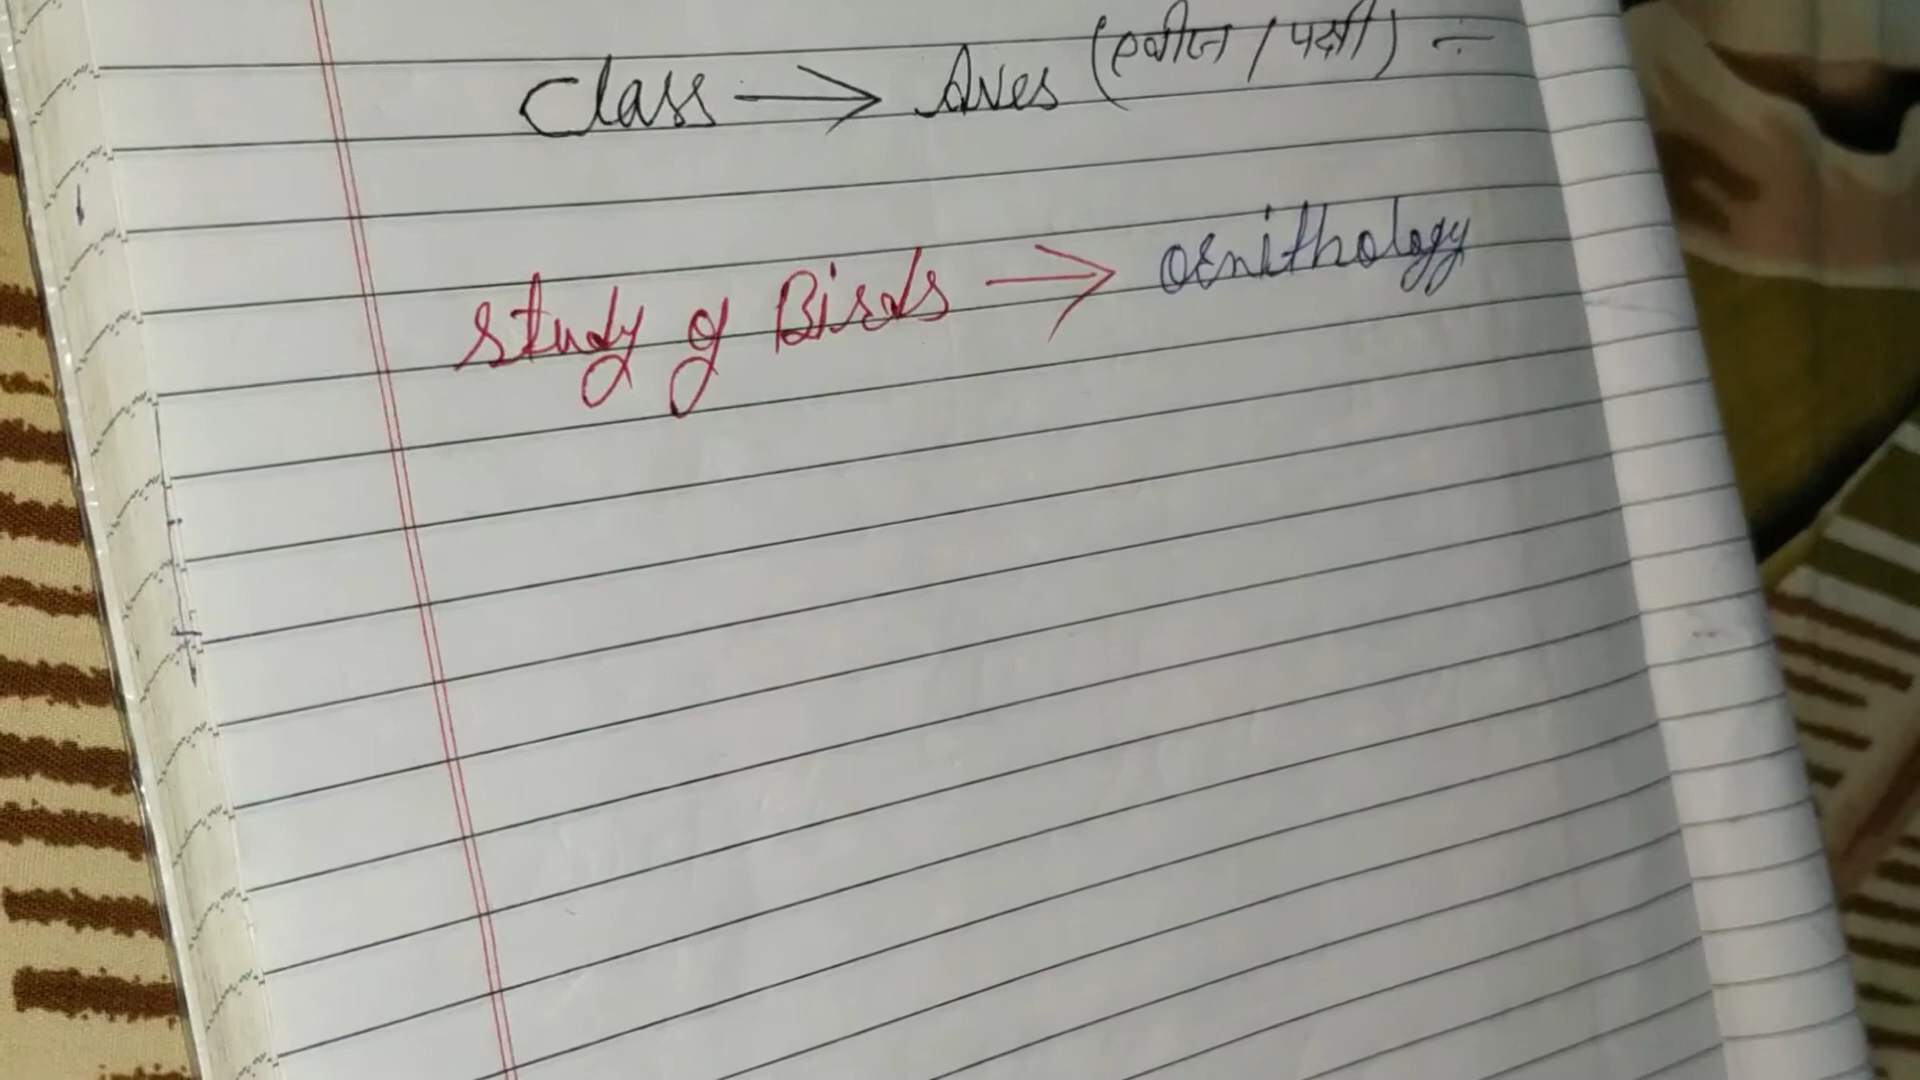 Class → Aves (एवीज / पक्षी) ÷
Study of Birds → Ornithology